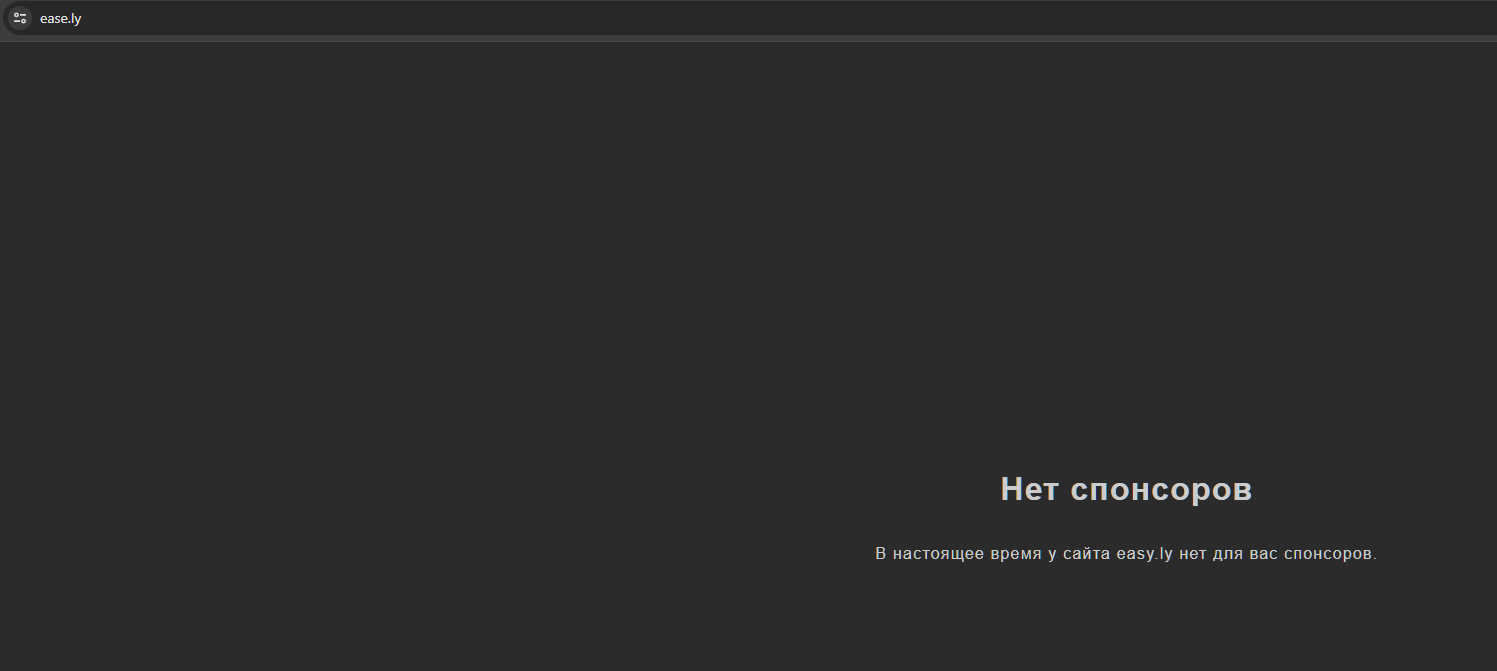 ease.ly
Нет спонсоров
В настоящее время у сайта easy.ly нет для вас спонсоров.